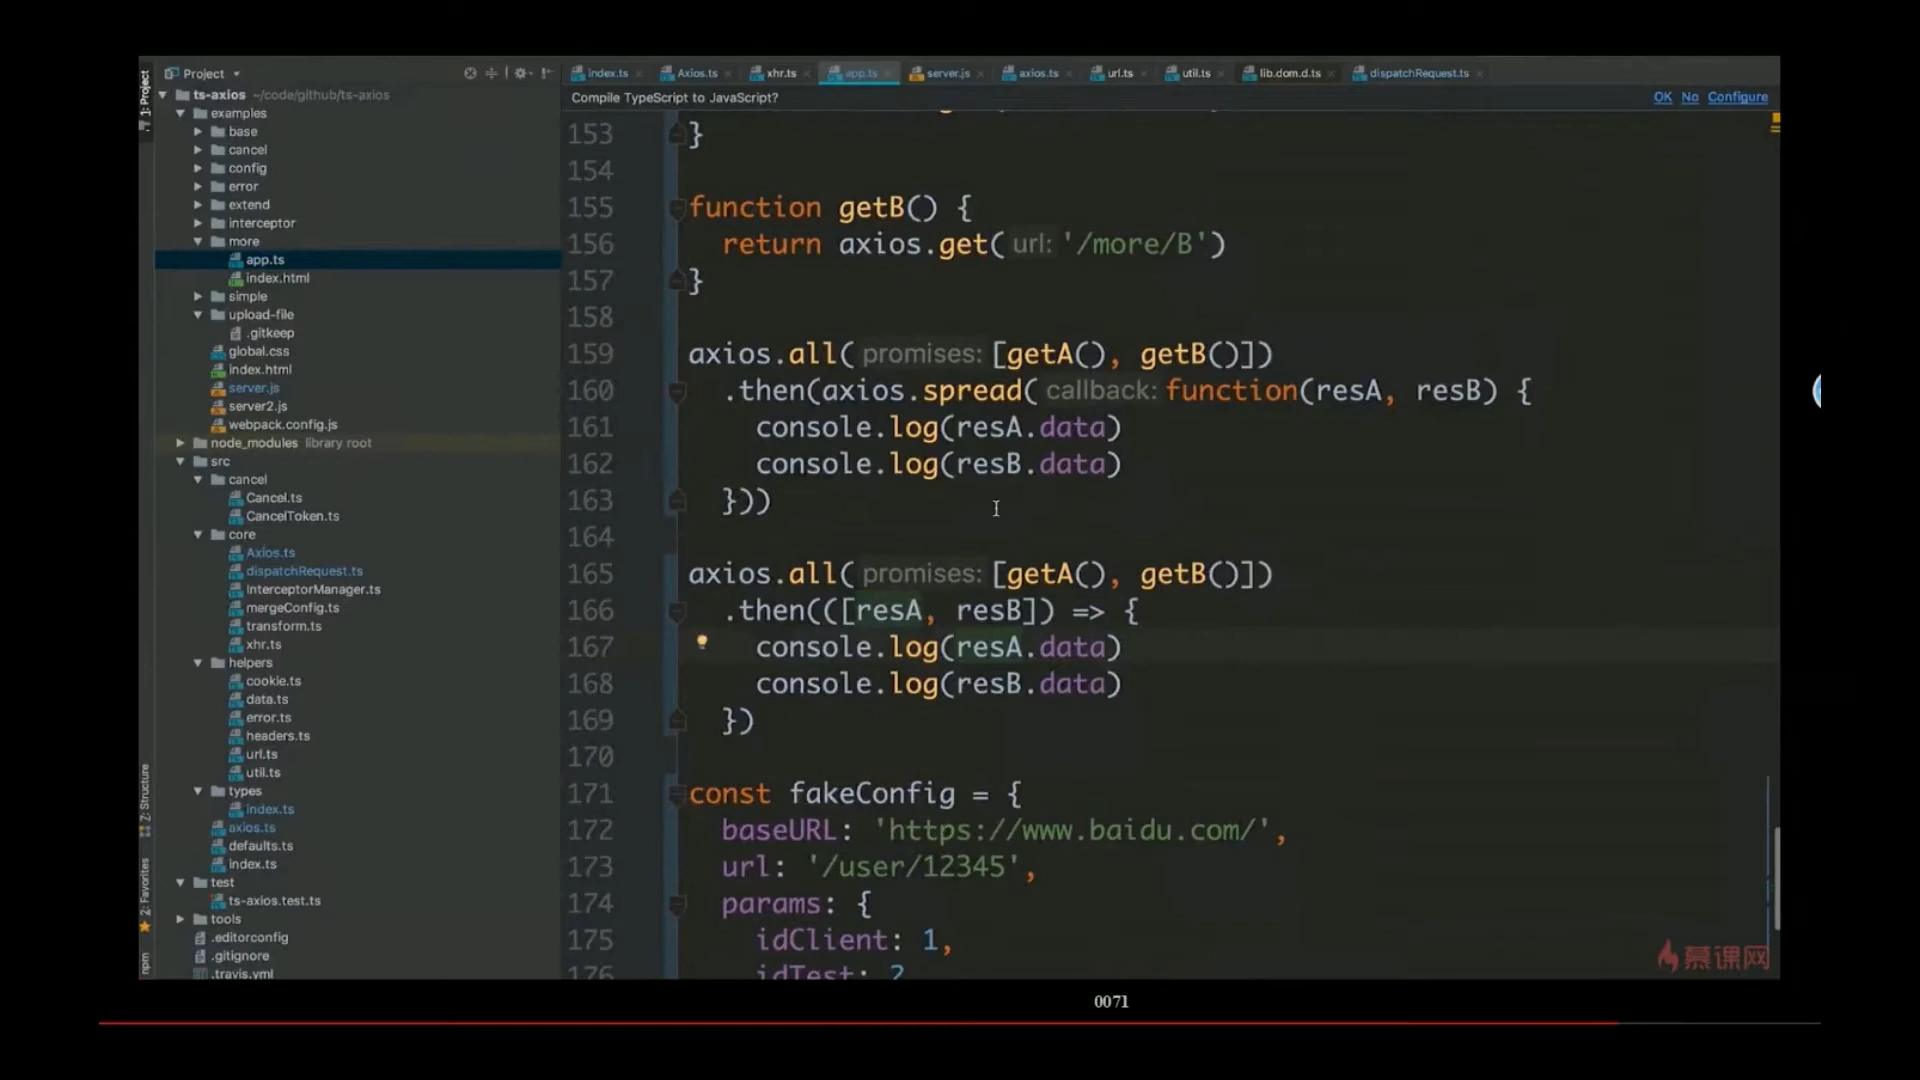 1: Project
Project
ts-axios ~/code/github/ts-axios
examples
base
cancel
config
error
extend
interceptor
more
app.ts
index.html
simple
upload-file
.gitkeep
global.css
index.html
server.js
server2.js
webpack.config.js
node_modules library root
src
cancel
Cancel.ts
CancelToken.ts
core
Axios.ts
dispatchRequest.ts
InterceptorManager.ts
mergeConfig.ts
transform.ts
xhr.ts
helpers
cookie.ts
data.ts
error.ts
headers.ts
url.ts
util.ts
types
index.ts
axios.ts
defaults.ts
index.ts
test
ts-axios.test.ts
tools
.editorconfig
.gitignore
.travis.yml
Z: Structure
2: Favorites
npm
index.ts Axios.ts xhr.ts app.ts server.js axios.ts url.ts util.ts lib.dom.d.ts dispatchRequest.ts
Compile TypeScript to JavaScript? OK No Configure
153 }
154
155 function getB() {
156 return axios.get( url: '/more/B')
157 }
158
159 axios.all( promises: [getA(), getB()])
160 .then(axios.spread( callback: function(resA, resB) {
161 console.log(resA.data)
162 console.log(resB.data)
163 }))
164
165 axios.all( promises: [getA(), getB()])
166 .then(([resA, resB]) => {
167 console.log(resA.data)
168 console.log(resB.data)
169 })
170
171 const fakeConfig = {
172 baseURL: 'https://www.baidu.com/',
173 url: '/user/12345',
174 params: {
175 idClient: 1,
176 idTest: 2
慕课网
0071